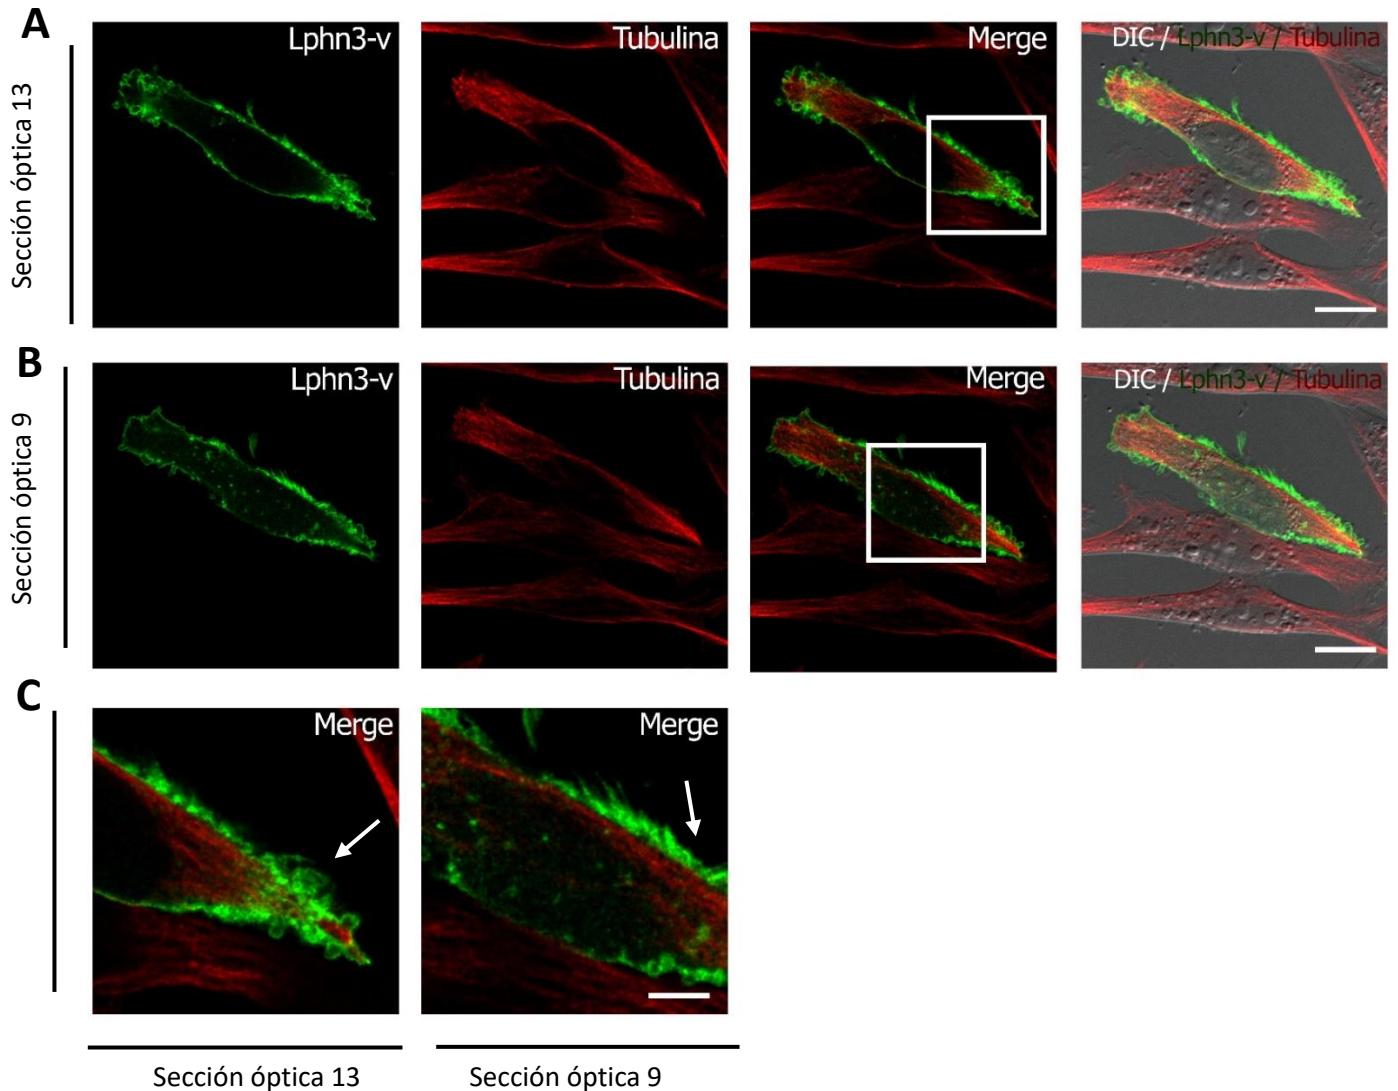 A
Sección óptica 13
Lphn3-v
Tubulina
Merge
DIC / Lphn3-v / Tubulina
B
Sección óptica 9
Lphn3-v
Tubulina
Merge
DIC / Lphn3-v / Tubulina
C
Merge
Merge
Sección óptica 13
Sección óptica 9